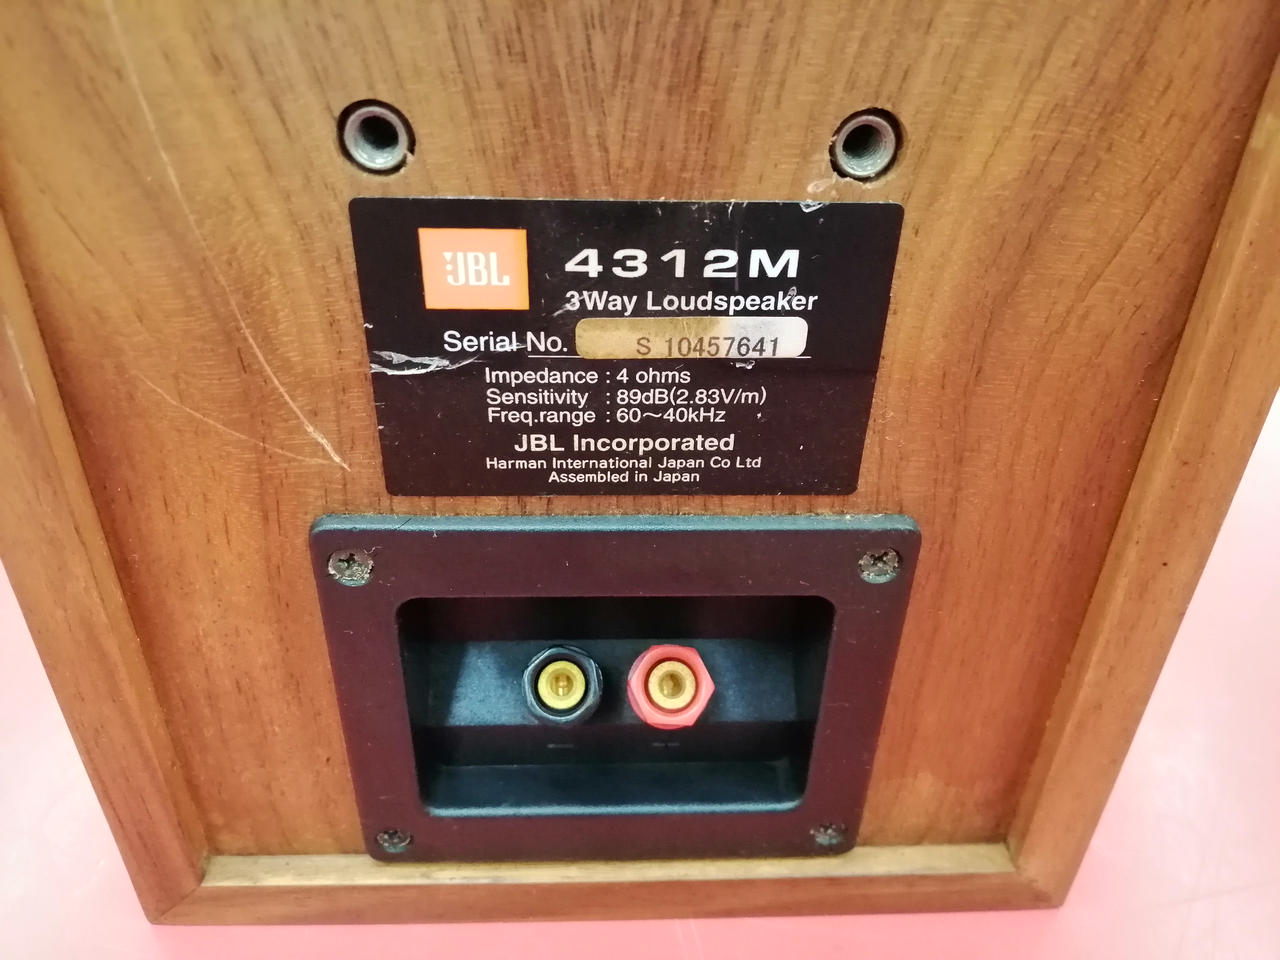 JBL
4312M
3Way Loudspeaker
Serial No. S 10457641
Impedance : 4 ohms
Sensitivity : 89dB(2.83V/m)
Freq.range : 60～40kHz
JBL Incorporated
Harman International Japan Co Ltd
Assembled in Japan